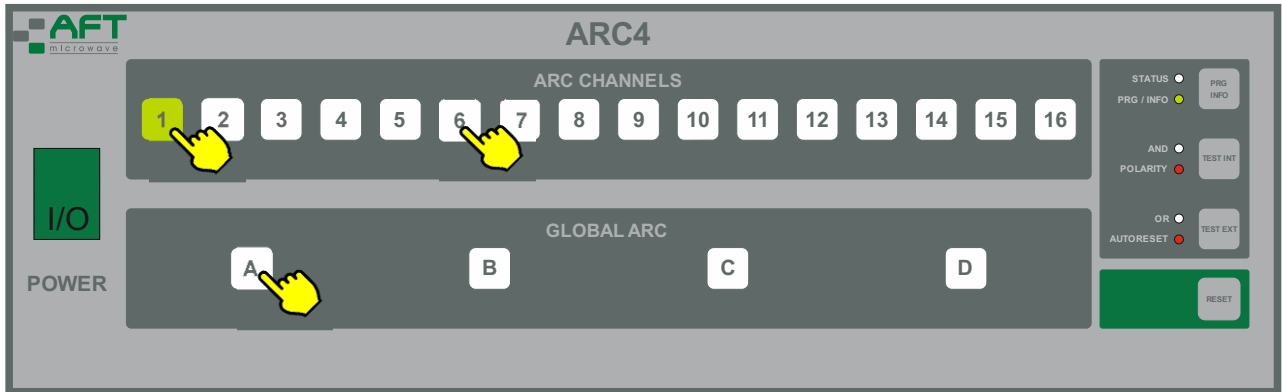 AFT
microwave
ARC4
ARC CHANNELS
1 2 3 4 5 6 7 8 9 10 11 12 13 14 15 16
STATUS
PRG / INFO
PRG
INFO
AND
POLARITY
TEST INT
OR
AUTORESET
TEST EXT
I/O
POWER
GLOBAL ARC
A B C D
RESET